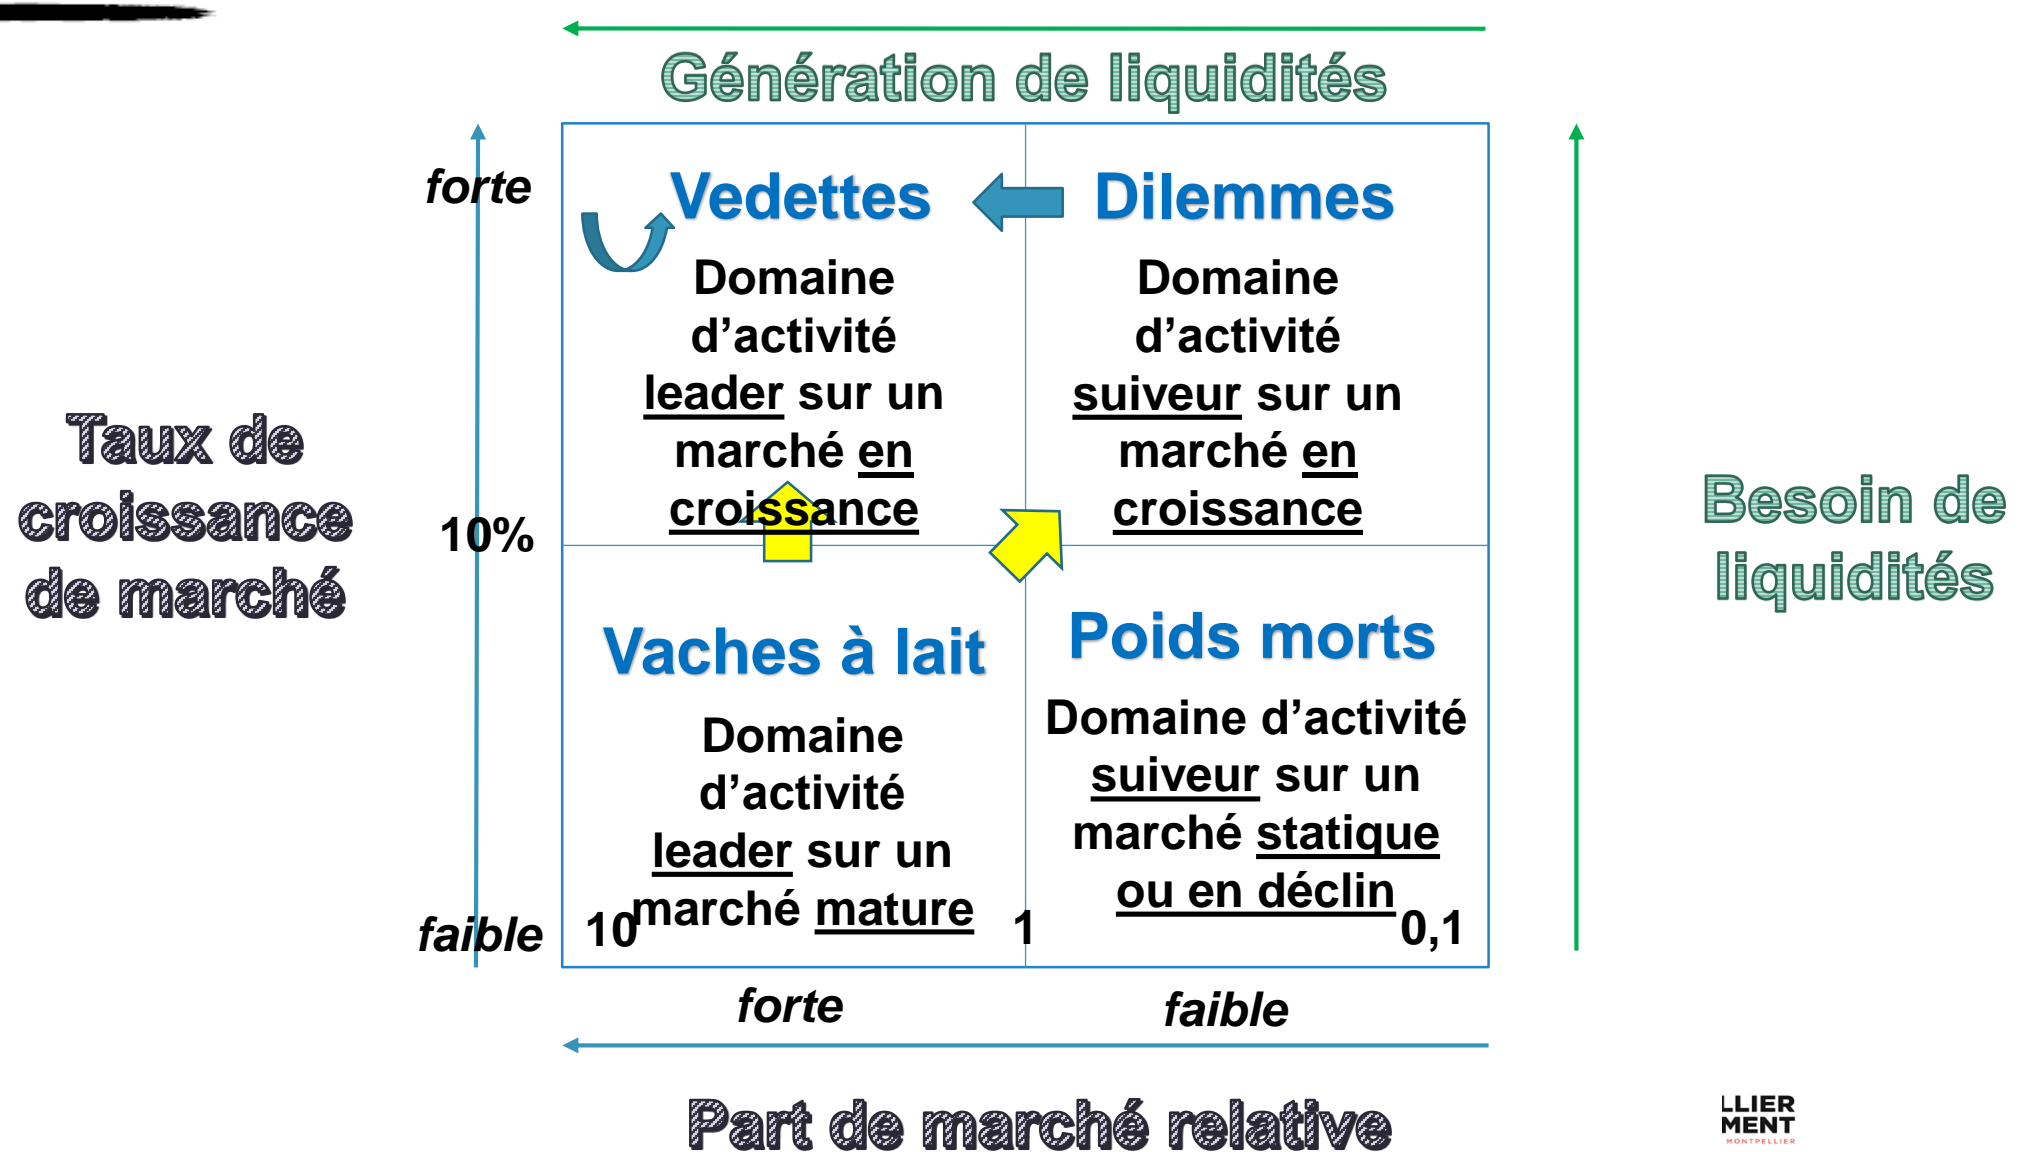 Génération de liquidités
forte
Vedettes
Dilemmes
Domaine
d’activité
leader sur un
marché en
croissance
Domaine
d’activité
suiveur sur un
marché en
croissance
Taux de
croissance
de marché
10%
Besoin de
liquidités
Vaches à lait
Poids morts
Domaine
d’activité
leader sur un
marché mature
Domaine d’activité
suiveur sur un
marché statique
ou en déclin
faible
10
1
0,1
forte
faible
Part de marché relative
LLIER
MENT
MONTPELLIER